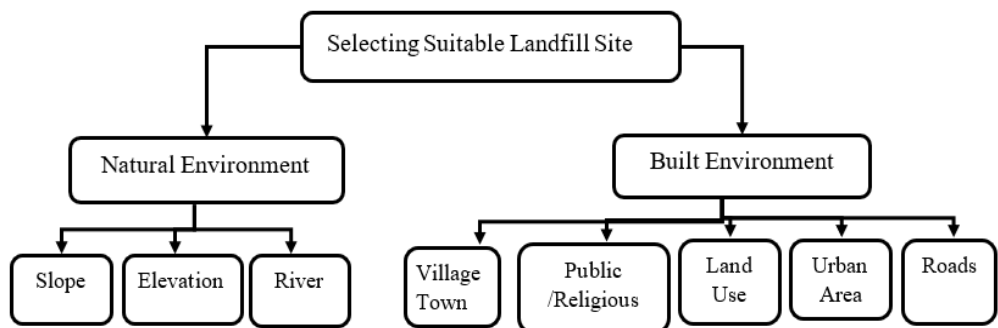 Selecting Suitable Landfill Site
Natural Environment
Built Environment
Slope
Elevation
River
Village
Town
Public
/Religious
Land
Use
Urban
Area
Roads